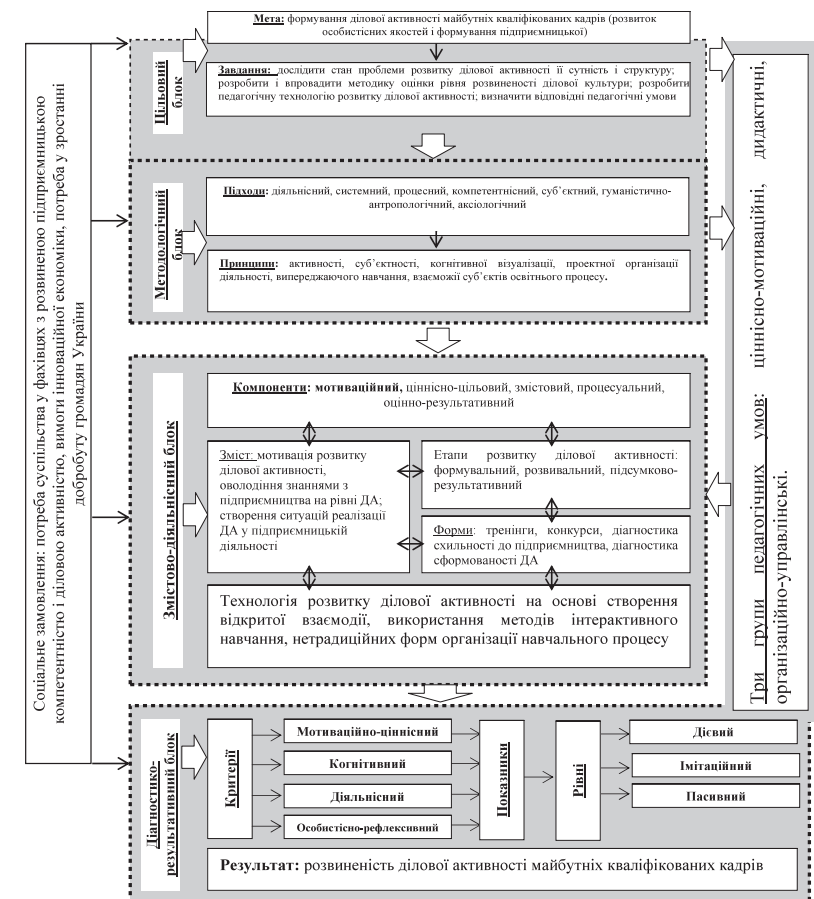 Соціальне замовлення: потреба суспільства у фахівцях з розвиненою підприємницькою
компетентністю і діловою активністю, вимоги інноваційної економіки, потреба у зростанні
добробуту громадян України
Цільовий
блок
Мета: формування ділової активності майбутніх кваліфікованих кадрів (розвиток
особистісних якостей і формування підприємницької)
Завдання: дослідити стан проблеми розвитку ділової активності її сутність і структуру;
розробити і впровадити методику оцінки рівня розвиненості ділової культури; розробити
педагогічну технологію розвитку ділової активності; визначити відповідні педагогічні умови
Методологічний
блок
Підходи: діяльнісний, системний, процесний, компетентнісний, суб’єктний, гуманістично-
антропологічний, аксіологічний
Принципи: активності, суб’єктності, когнітивної візуалізації, проектної організації
діяльності, випереджаючого навчання, взаєможії суб’єктів освітнього процесу.
Змістово-діяльнісний блок
Компоненти: мотиваційний, ціннісно-цільовий, змістовий, процесуальний,
оцінно-результативний
Зміст: мотивація розвитку
ділової активності,
оволодіння знаннями з
підприємництва на рівні ДА;
створення ситуацій реалізації
ДА у підприємницькій
діяльності
Етапи розвитку ділової активності:
формувальний, розвивальний, підсумково-
результативний
Форми: тренінги, конкурси, діагностика
схильності до підприємництва, діагностика
сформованості ДА
Технологія розвитку ділової активності на основі створення
відкритої взаємодії, використання методів інтерактивного
навчання, нетрадиційних форм організації навчального процесу
Три групи педагогічних умов: ціннісно-мотиваційні, дидактичні,
організаційно-управлінські.
Діагностико-
результативний блок
Критерії
Мотиваційно-ціннісний
Когнітивний
Діяльнісний
Особистісно-рефлексивний
Показники
Рівні
Дієвий
Імітаційний
Пасивний
Результат: розвиненість ділової активності майбутніх кваліфікованих кадрів